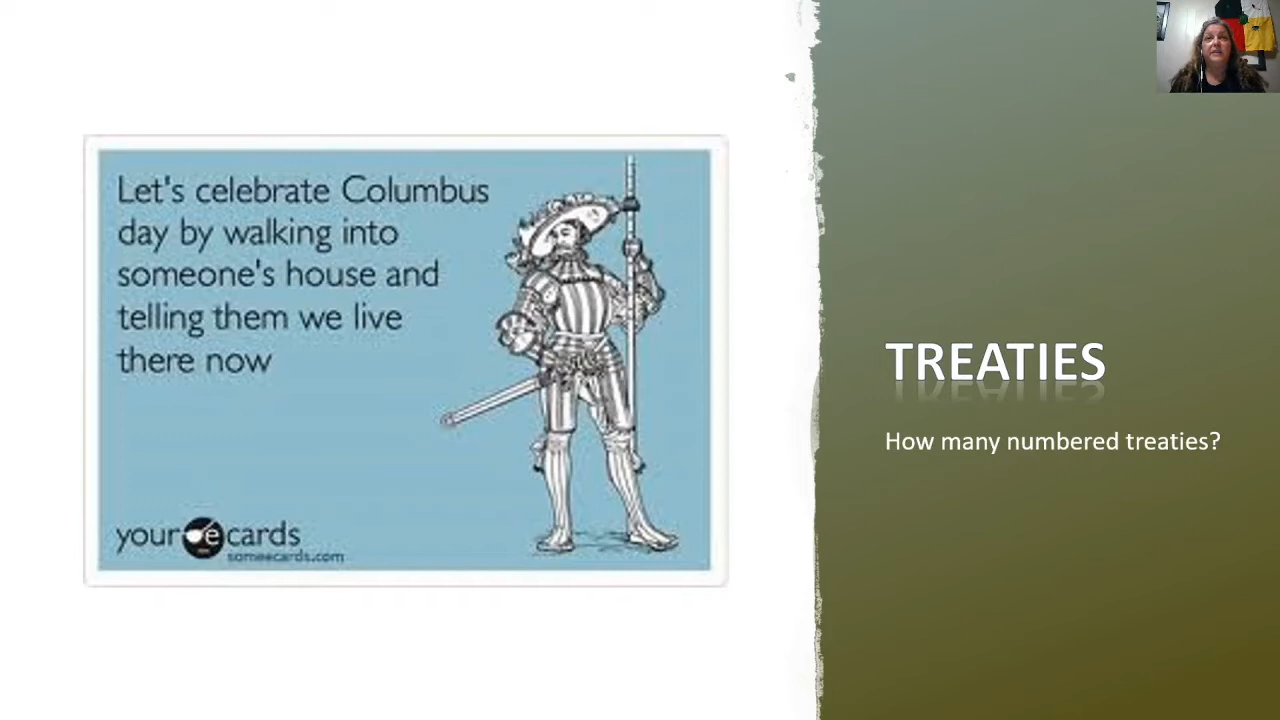 Let's celebrate Columbus
day by walking into
someone's house and
telling them we live
there now
your e cards
someecards.com
TREATIES
How many numbered treaties?